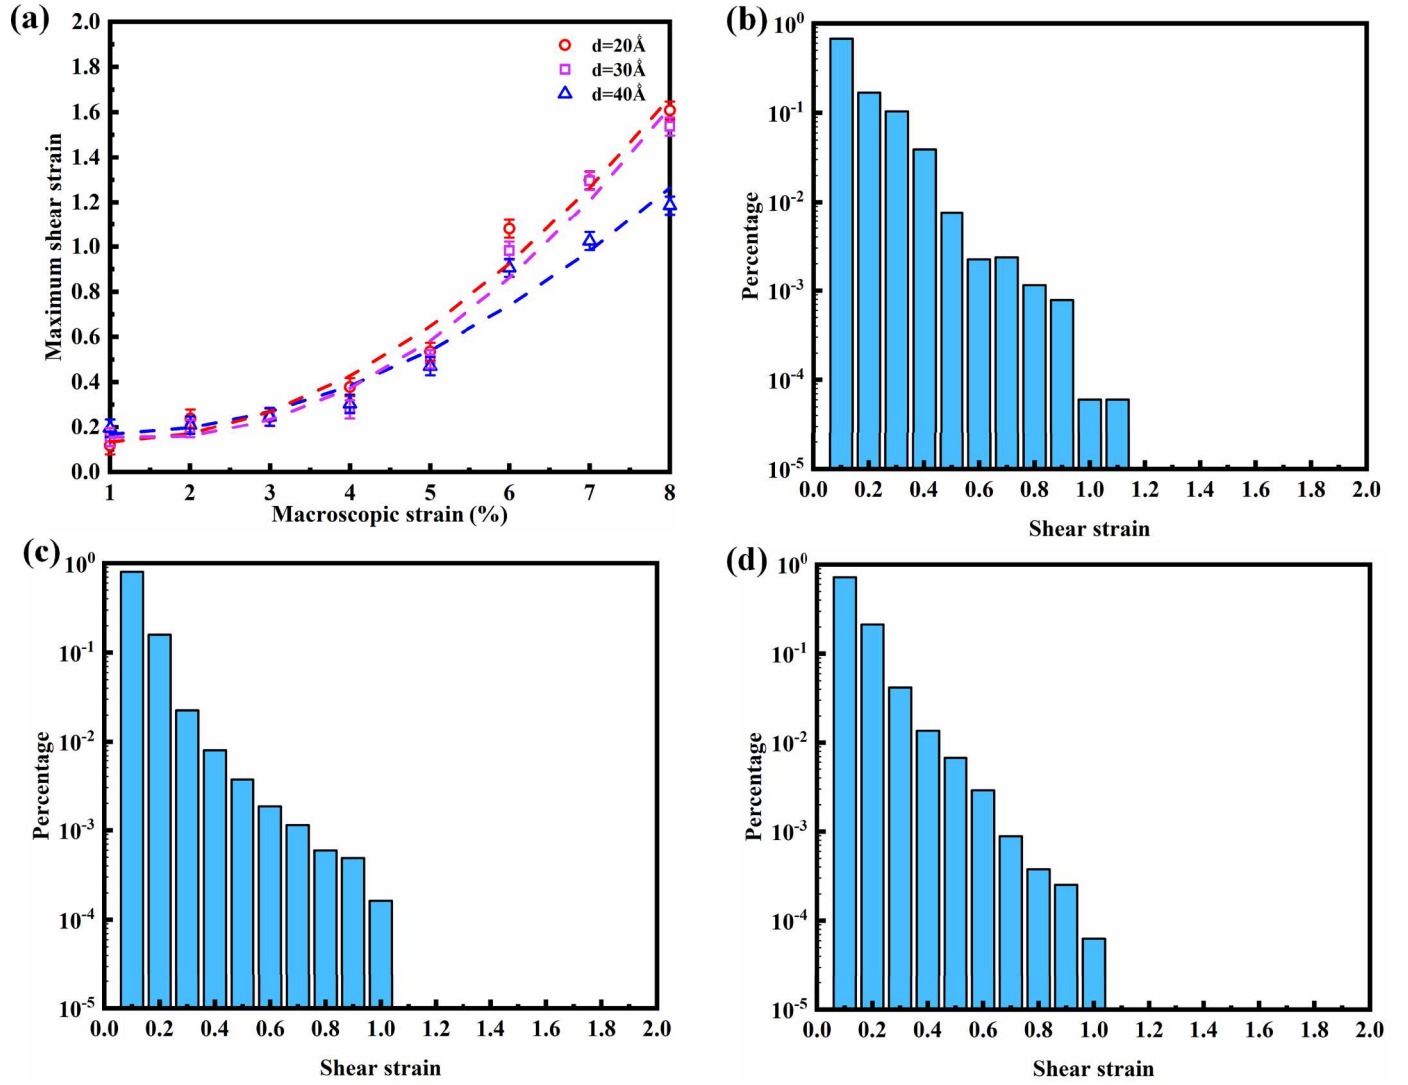 (a)
2.0
1.8
1.6
1.4
1.2
1.0
0.8
0.6
0.4
0.2
0.0
Maximum shear strain
d=20Å
d=30Å
d=40Å
1 2 3 4 5 6 7 8
Macroscopic strain (%)
(b)
10⁰
10⁻¹
10⁻²
10⁻³
10⁻⁴
10⁻⁵
Percentage
0.0 0.2 0.4 0.6 0.8 1.0 1.2 1.4 1.6 1.8 2.0
Shear strain
(c)
10⁰
10⁻¹
10⁻²
10⁻³
10⁻⁴
10⁻⁵
Percentage
0.0 0.2 0.4 0.6 0.8 1.0 1.2 1.4 1.6 1.8 2.0
Shear strain
(d)
10⁰
10⁻¹
10⁻²
10⁻³
10⁻⁴
10⁻⁵
Percentage
0.0 0.2 0.4 0.6 0.8 1.0 1.2 1.4 1.6 1.8 2.0
Shear strain